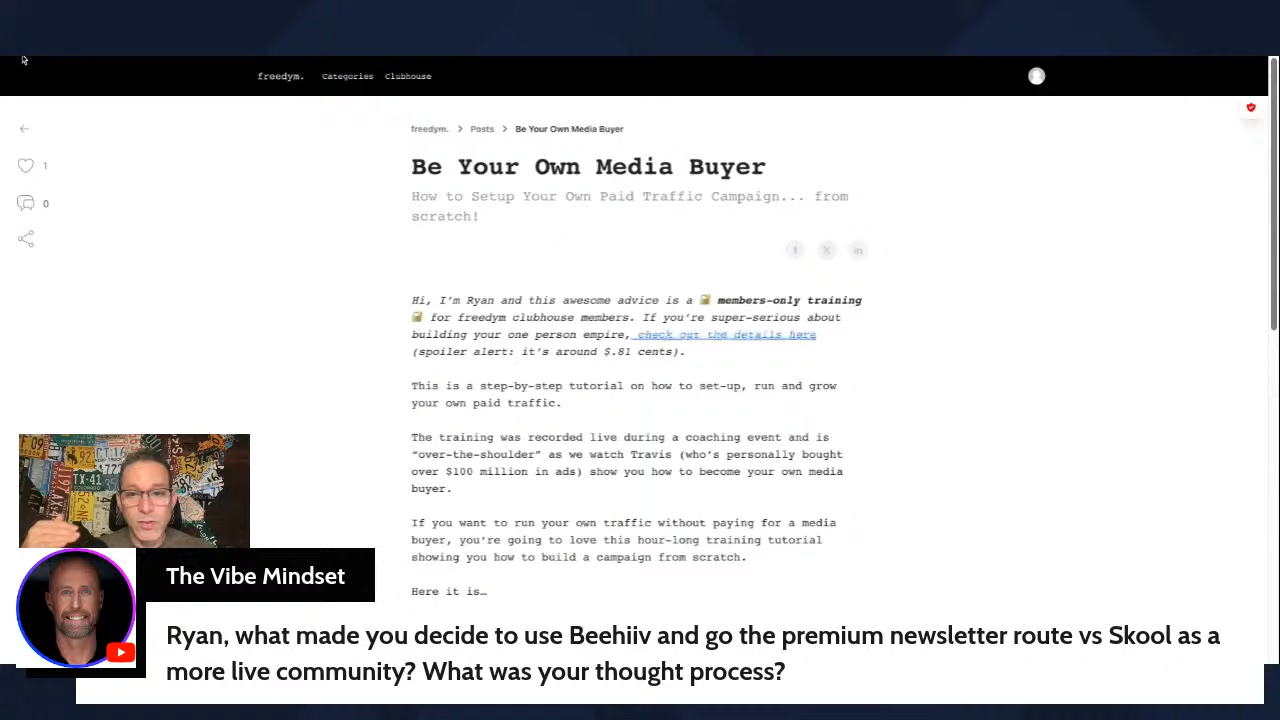 freedym. Categories Clubhouse
freedym. > Posts > Be Your Own Media Buyer
Be Your Own Media Buyer
How to Setup Your Own Paid Traffic Campaign... from
scratch!
1
0
f X in
Hi, I'm Ryan and this awesome advice is a 🔐 members-only training
🔐 for freedym clubhouse members. If you're super-serious about
building your one person empire, check out the details here
(spoiler alert: it's around $.81 cents).
This is a step-by-step tutorial on how to set-up, run and grow
your own paid traffic.
The training was recorded live during a coaching event and is
“over-the-shoulder” as we watch Travis (who's personally bought
over $100 million in ads) show you how to become your own media
buyer.
If you want to run your own traffic without paying for a media
buyer, you're going to love this hour-long training tutorial
showing you how to build a campaign from scratch.
Here it is…
TX·41
The Vibe Mindset
Ryan, what made you decide to use Beehiiv and go the premium newsletter route vs Skool as a
more live community? What was your thought process?